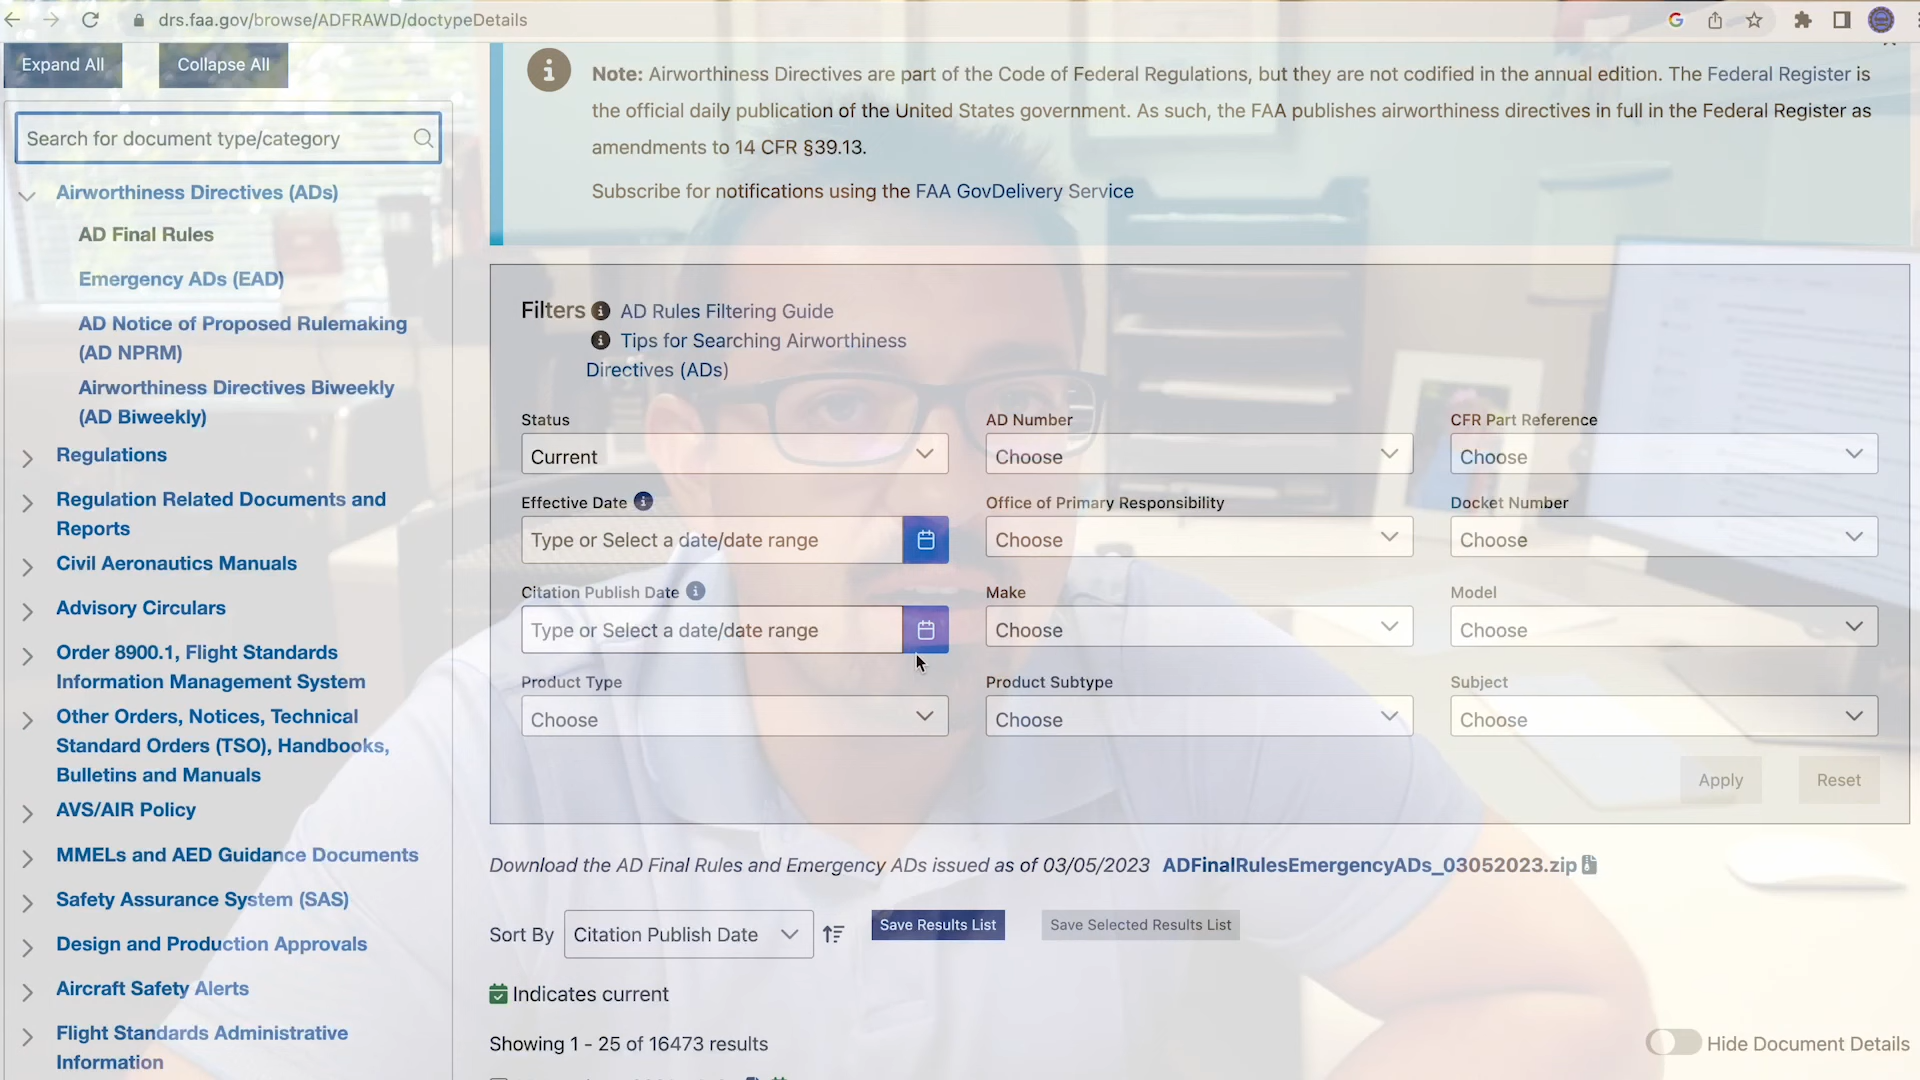 drs.faa.gov/browse/ADFRAWD/doctypeDetails
Expand All
Collapse All
Search for document type/category
Airworthiness Directives (ADs)
AD Final Rules
Emergency ADs (EAD)
AD Notice of Proposed Rulemaking
(AD NPRM)
Airworthiness Directives Biweekly
(AD Biweekly)
Regulations
Regulation Related Documents and
Reports
Civil Aeronautics Manuals
Advisory Circulars
Order 8900.1, Flight Standards
Information Management System
Other Orders, Notices, Technical
Standard Orders (TSO), Handbooks,
Bulletins and Manuals
AVS/AIR Policy
MMELs and AED Guidance Documents
Safety Assurance System (SAS)
Design and Production Approvals
Aircraft Safety Alerts
Flight Standards Administrative
Information
Note: Airworthiness Directives are part of the Code of Federal Regulations, but they are not codified in the annual edition. The Federal Register is
the official daily publication of the United States government. As such, the FAA publishes airworthiness directives in full in the Federal Register as
amendments to 14 CFR §39.13.
Subscribe for notifications using the FAA GovDelivery Service
Filters AD Rules Filtering Guide
Tips for Searching Airworthiness
Directives (ADs)
Status AD Number CFR Part Reference
Current Choose Choose
Effective Date Office of Primary Responsibility Docket Number
Type or Select a date/date range Choose Choose
Citation Publish Date Make Model
Type or Select a date/date range Choose Choose
Product Type Product Subtype Subject
Choose Choose Choose
Apply Reset
Download the AD Final Rules and Emergency ADs issued as of 03/05/2023 ADFinalRulesEmergencyADs_03052023.zip
Sort By Citation Publish Date Save Results List Save Selected Results List
Indicates current
Showing 1 - 25 of 16473 results
Hide Document Details